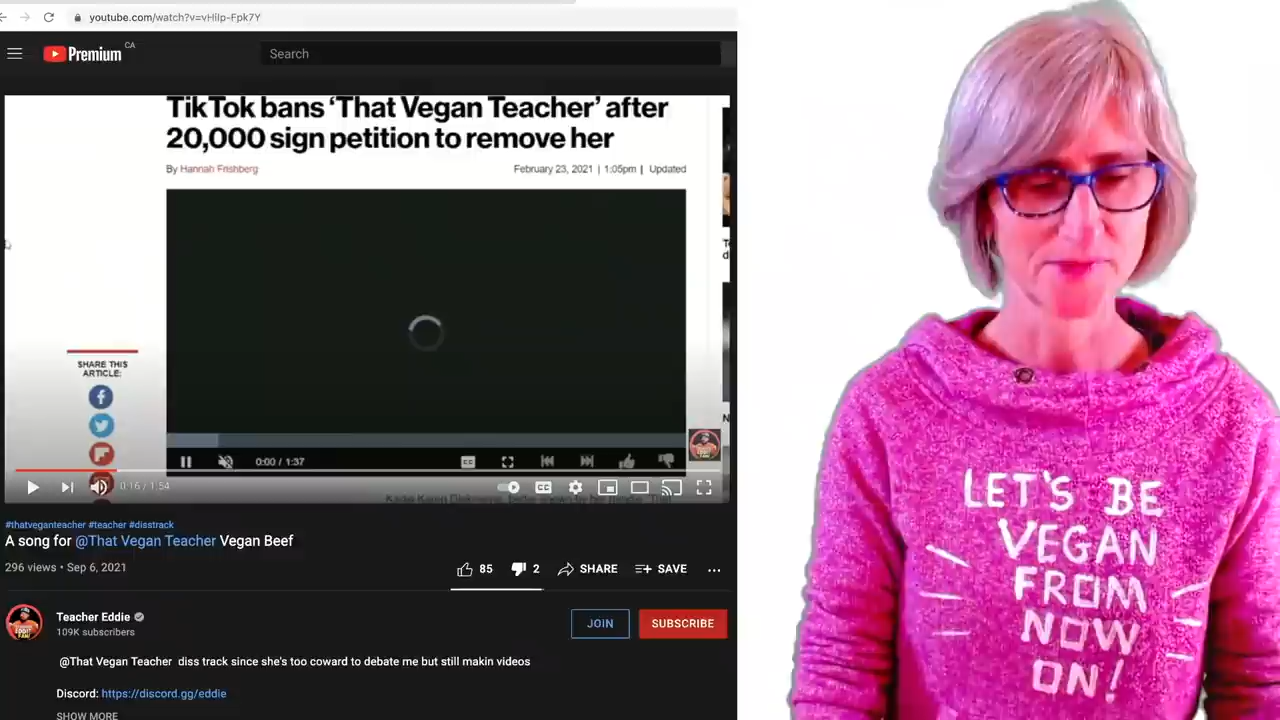 youtube.com/watch?v=vHiIp-Fpk7Y
Premium
CA
Search
TikTok bans ‘That Vegan Teacher’ after
20,000 sign petition to remove her
By Hannah Frishberg
February 23, 2021 | 1:05pm | Updated
SHARE THIS
ARTICLE:
CC
0:00 / 1:37
0:16 / 1:54
CC
#thatveganteacher #teacher #disstrack
A song for @That Vegan Teacher Vegan Beef
296 views • Sep 6, 2021
85
2
SHARE
SAVE
Teacher Eddie
109K subscribers
JOIN
SUBSCRIBE
@That Vegan Teacher diss track since she's too coward to debate me but still makin videos
Discord: https://discord.gg/eddie
SHOW MORE
LET'S BE
VEGAN
FROM
NOW
ON!